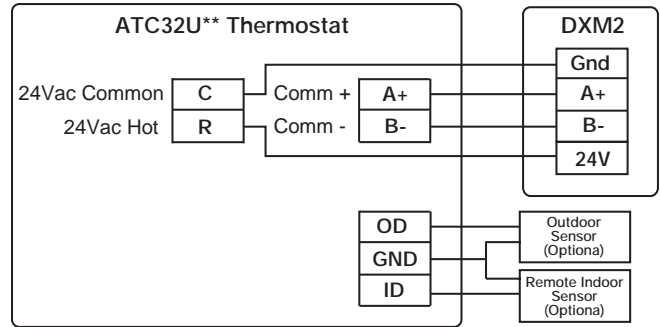 ATC32U** Thermostat
DXM2
Gnd
24Vac Common C Comm + A+ A+
24Vac Hot R Comm - B- B-
24V
OD
GND
ID
Outdoor
Sensor
(Optiona)
Remote Indoor
Sensor
(Optiona)